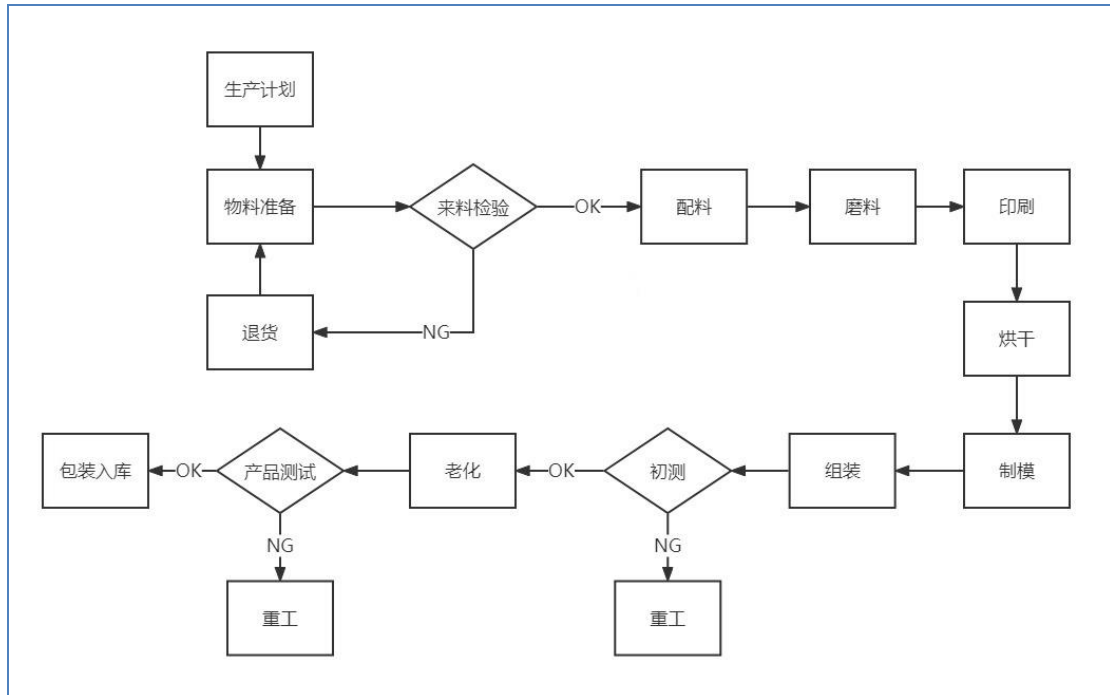 生产计划
物料准备
来料检验
OK
配料
磨料
印刷
退货
NG
烘干
包装入库
OK
产品测试
老化
OK
初测
组装
制模
NG
NG
重工
重工